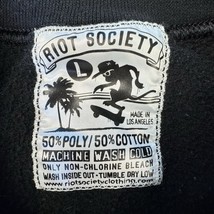 RIOT SOCIETY
L
MADE IN
LOS ANGELES
50% POLY/50% COTTON
MACHINE WASH COLD
ONLY NON-CHLORINE BLEACH
WASH INSIDE OUT-TUMBLE DRY LOW
www.riotsocietyclothing.com